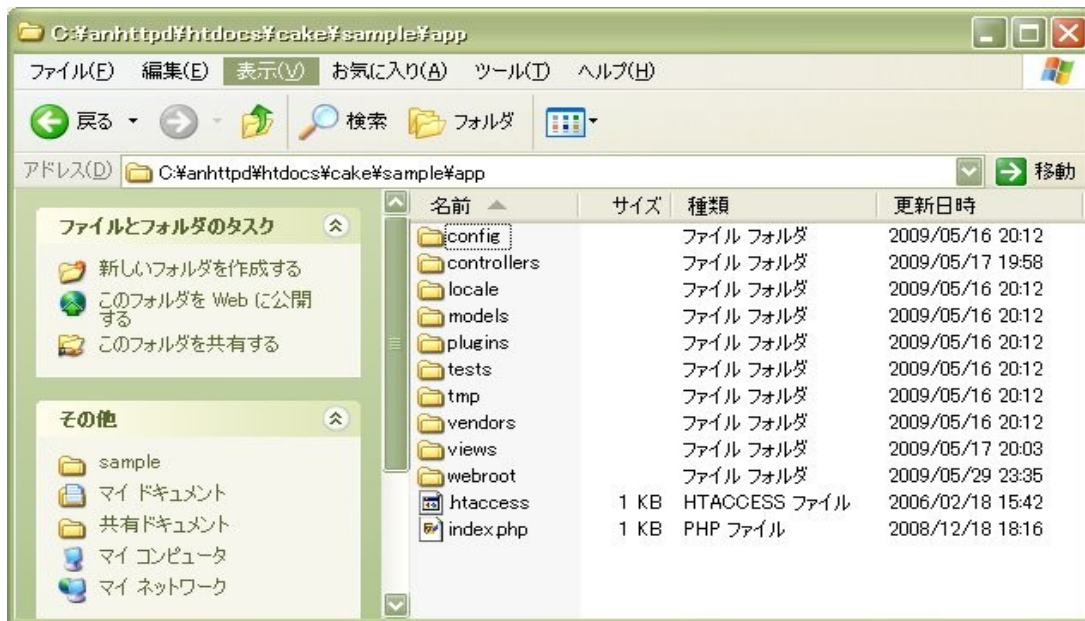 C:¥anhttpd¥htdocs¥cake¥sample¥app
ファイル(F) 編集(E) 表示(V) お気に入り(A) ツール(T) ヘルプ(H)
戻る 検索 フォルダ
アドレス(D) C:¥anhttpd¥htdocs¥cake¥sample¥app 移動
ファイルとフォルダのタスク
新しいフォルダを作成する
このフォルダを Web に公開
する
このフォルダを共有する
その他
sample
マイ ドキュメント
共有ドキュメント
マイ コンピュータ
マイ ネットワーク
名前 サイズ 種類 更新日時
config ファイル フォルダ 2009/05/16 20:12
controllers ファイル フォルダ 2009/05/17 19:58
locale ファイル フォルダ 2009/05/16 20:12
models ファイル フォルダ 2009/05/16 20:12
plugins ファイル フォルダ 2009/05/16 20:12
tests ファイル フォルダ 2009/05/16 20:12
tmp ファイル フォルダ 2009/05/16 20:12
vendors ファイル フォルダ 2009/05/16 20:12
views ファイル フォルダ 2009/05/17 20:03
webroot ファイル フォルダ 2009/05/29 23:35
.htaccess 1 KB HTACCESS ファイル 2006/02/18 15:42
index.php 1 KB PHP ファイル 2008/12/18 18:16